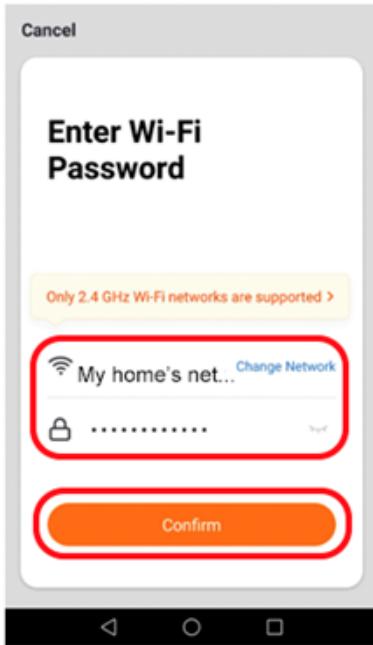 Cancel
Enter Wi-Fi
Password
Only 2.4 GHz Wi-Fi networks are supported >
My home's net... Change Network
............
Confirm